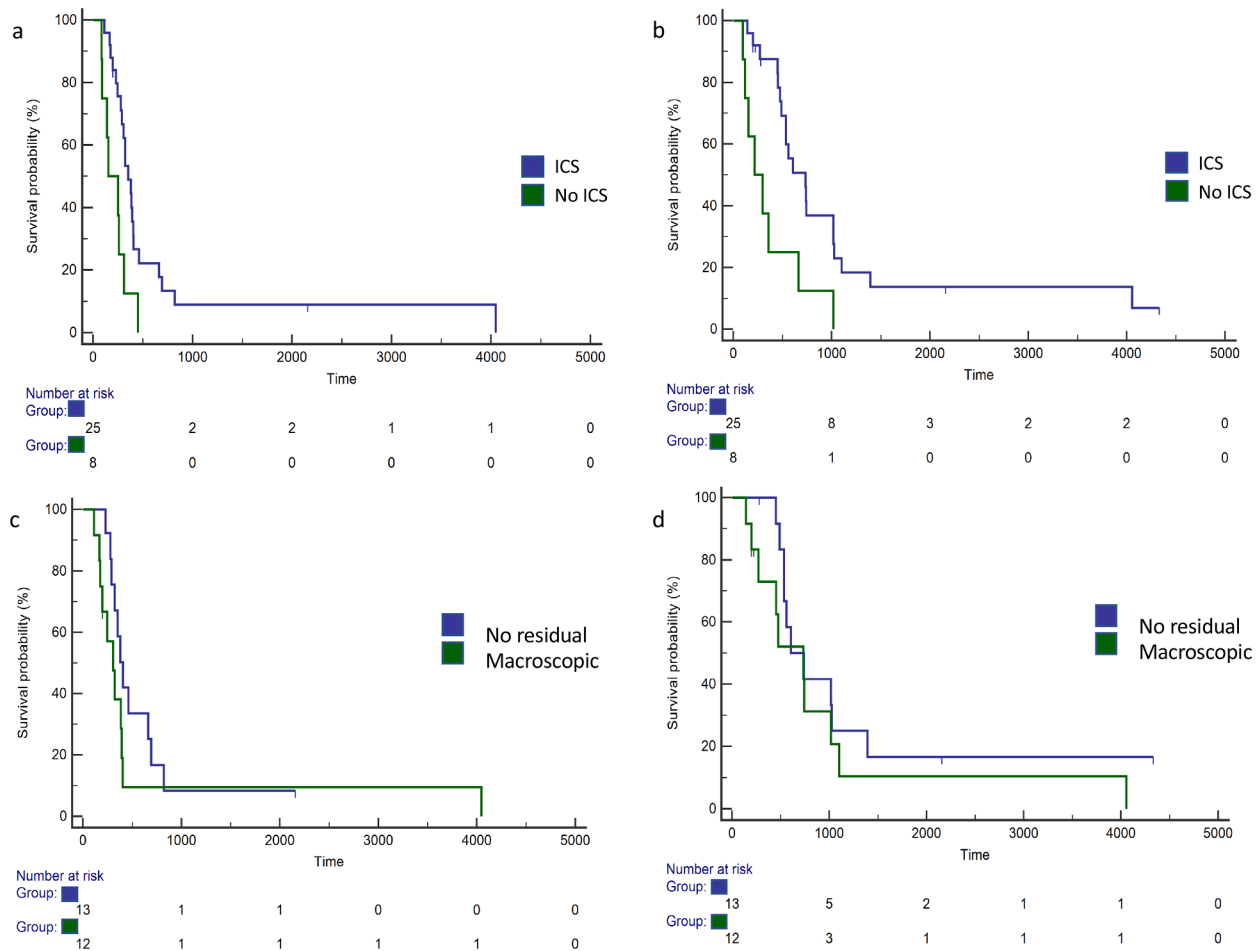 a
Survival probability (%)
100
80
60
40
20
0
0 1000 2000 3000 4000 5000
Time
ICS
No ICS
Number at risk
Group:
25 2 2 1 1 0
Group:
8 0 0 0 0 0
b
Survival probability (%)
100
80
60
40
20
0
0 1000 2000 3000 4000 5000
Time
ICS
No ICS
Number at risk
Group:
25 8 3 2 2 0
Group:
8 1 0 0 0 0
c
Survival probability (%)
100
80
60
40
20
0
0 1000 2000 3000 4000 5000
Time
No residual
Macroscopic
Number at risk
Group:
13 1 1 0 0 0
Group:
12 1 1 1 1 0
d
Survival probability (%)
100
80
60
40
20
0
0 1000 2000 3000 4000 5000
Time
No residual
Macroscopic
Number at risk
Group:
13 5 2 1 1 0
Group:
12 3 1 1 1 0